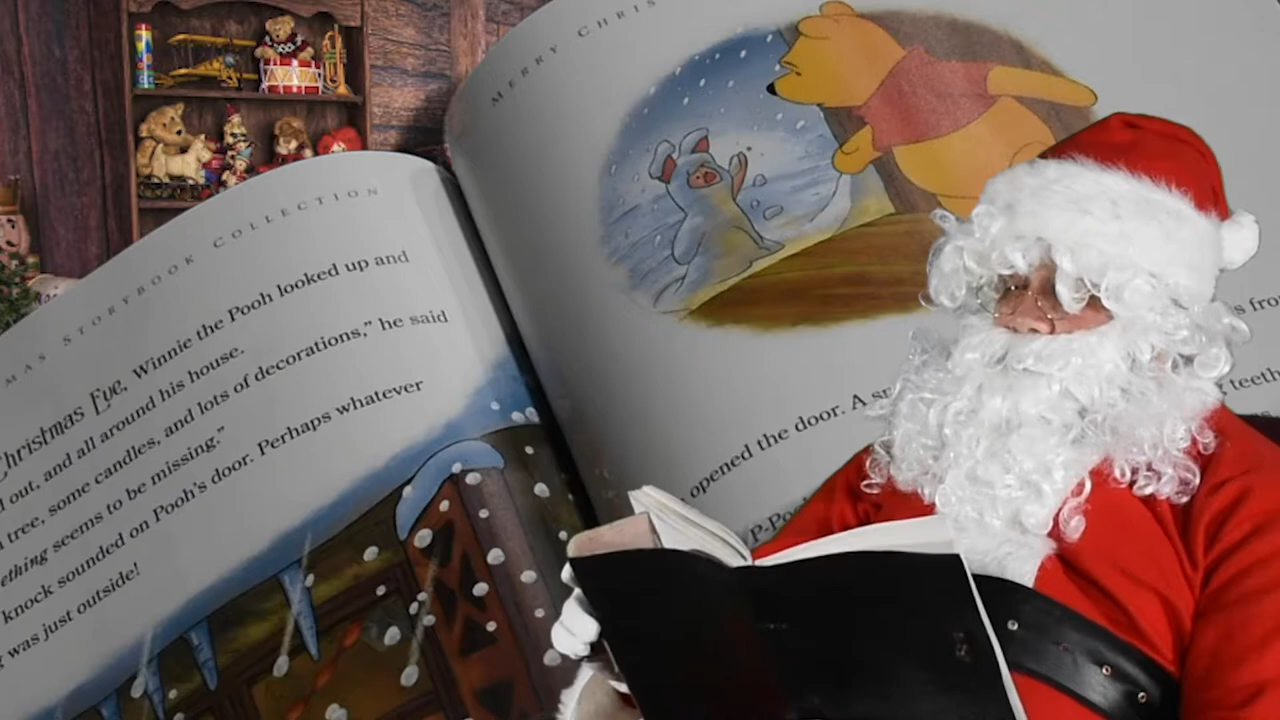 MAS STORYBOOK COLLECTION
Christmas Eve, Winnie the Pooh looked up and
out, and all around his house.
tree, some candles, and lots of decorations,” he said
ething seems to be missing.”
knock sounded on Pooh’s door. Perhaps whatever
was just outside!
MERRY CHRIS
s fro
opened the door. A s
teeth
P-Poo